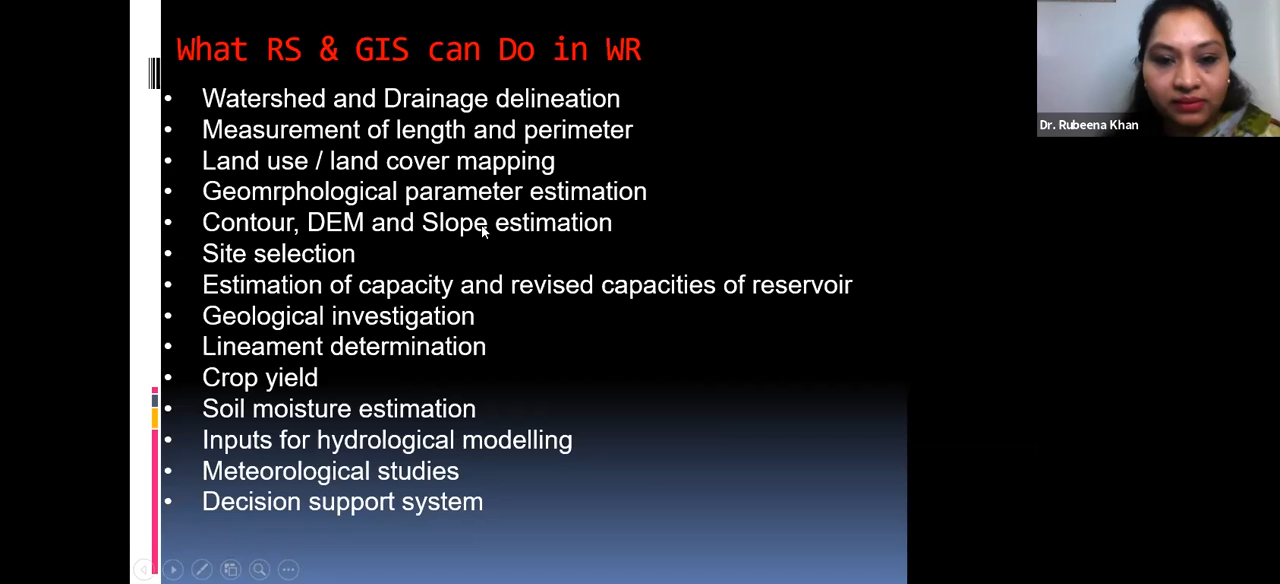 What RS & GIS can Do in WR
• Watershed and Drainage delineation
• Measurement of length and perimeter
• Land use / land cover mapping
• Geomrphological parameter estimation
• Contour, DEM and Slope estimation
• Site selection
• Estimation of capacity and revised capacities of reservoir
• Geological investigation
• Lineament determination
• Crop yield
• Soil moisture estimation
• Inputs for hydrological modelling
• Meteorological studies
• Decision support system
Dr. Rubeena Khan